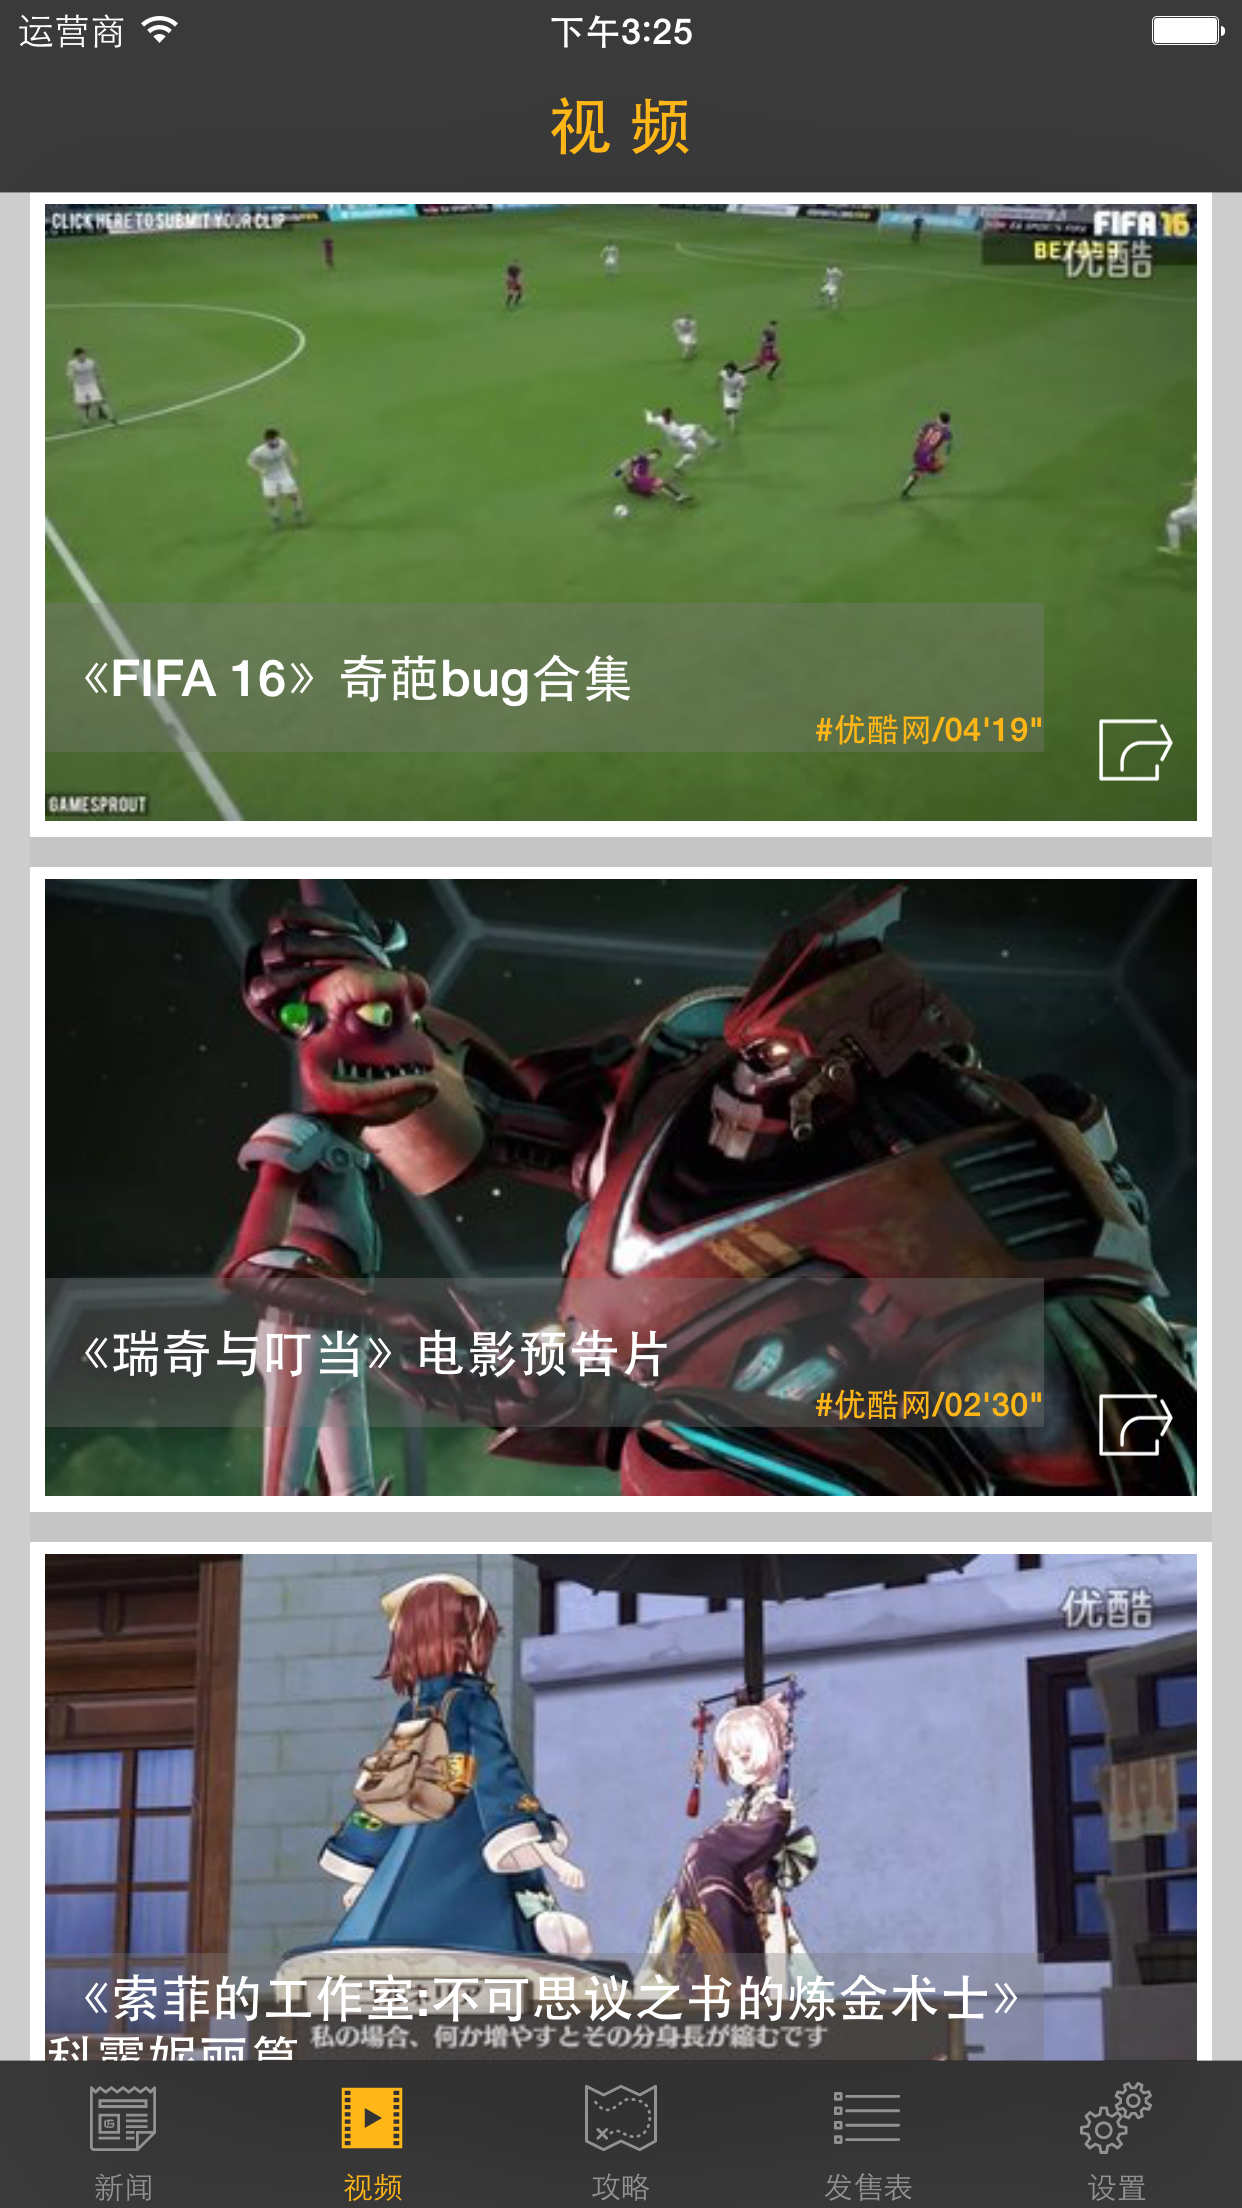 运营商
下午3:25
视 频
CLICK HERE TO SUBMIT YOUR CLIP
FIFA 16
优酷
《FIFA 16》奇葩bug合集
#优酷网/04'19"
GAMESPROUT
《瑞奇与叮当》电影预告片
#优酷网/02'30"
优酷
《索菲的工作室:不可思议之书的炼金术士》
科雾妮丽篇
私の場合、何か増やすとその分身長が縮むです
新闻
视频
攻略
发售表
设置